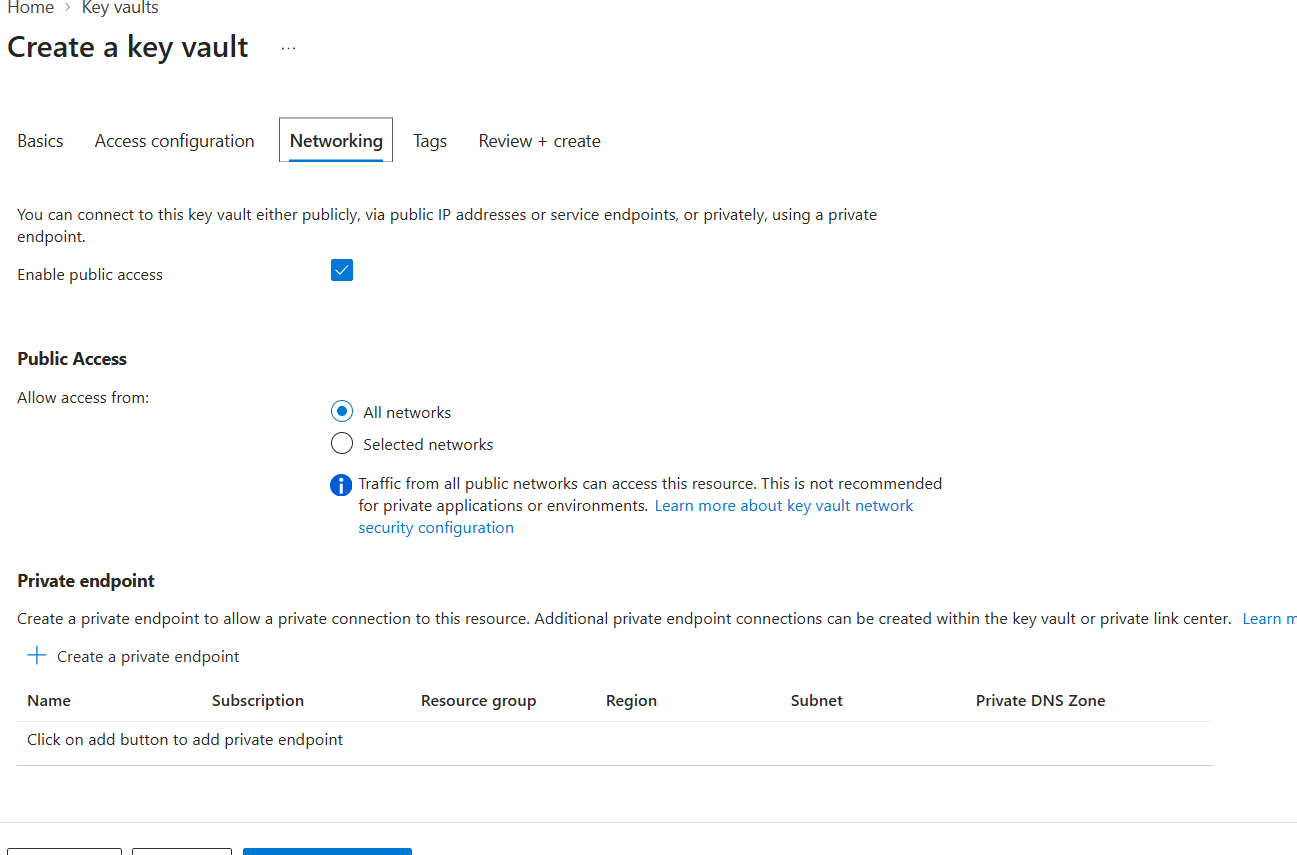 Home > Key vaults
Create a key vault ...
Basics Access configuration Networking Tags Review + create
You can connect to this key vault either publicly, via public IP addresses or service endpoints, or privately, using a private
endpoint.
Enable public access
Public Access
Allow access from:
All networks
Selected networks
Traffic from all public networks can access this resource. This is not recommended
for private applications or environments. Learn more about key vault network
security configuration
Private endpoint
Create a private endpoint to allow a private connection to this resource. Additional private endpoint connections can be created within the key vault or private link center. Learn m
+ Create a private endpoint
Name Subscription Resource group Region Subnet Private DNS Zone
Click on add button to add private endpoint